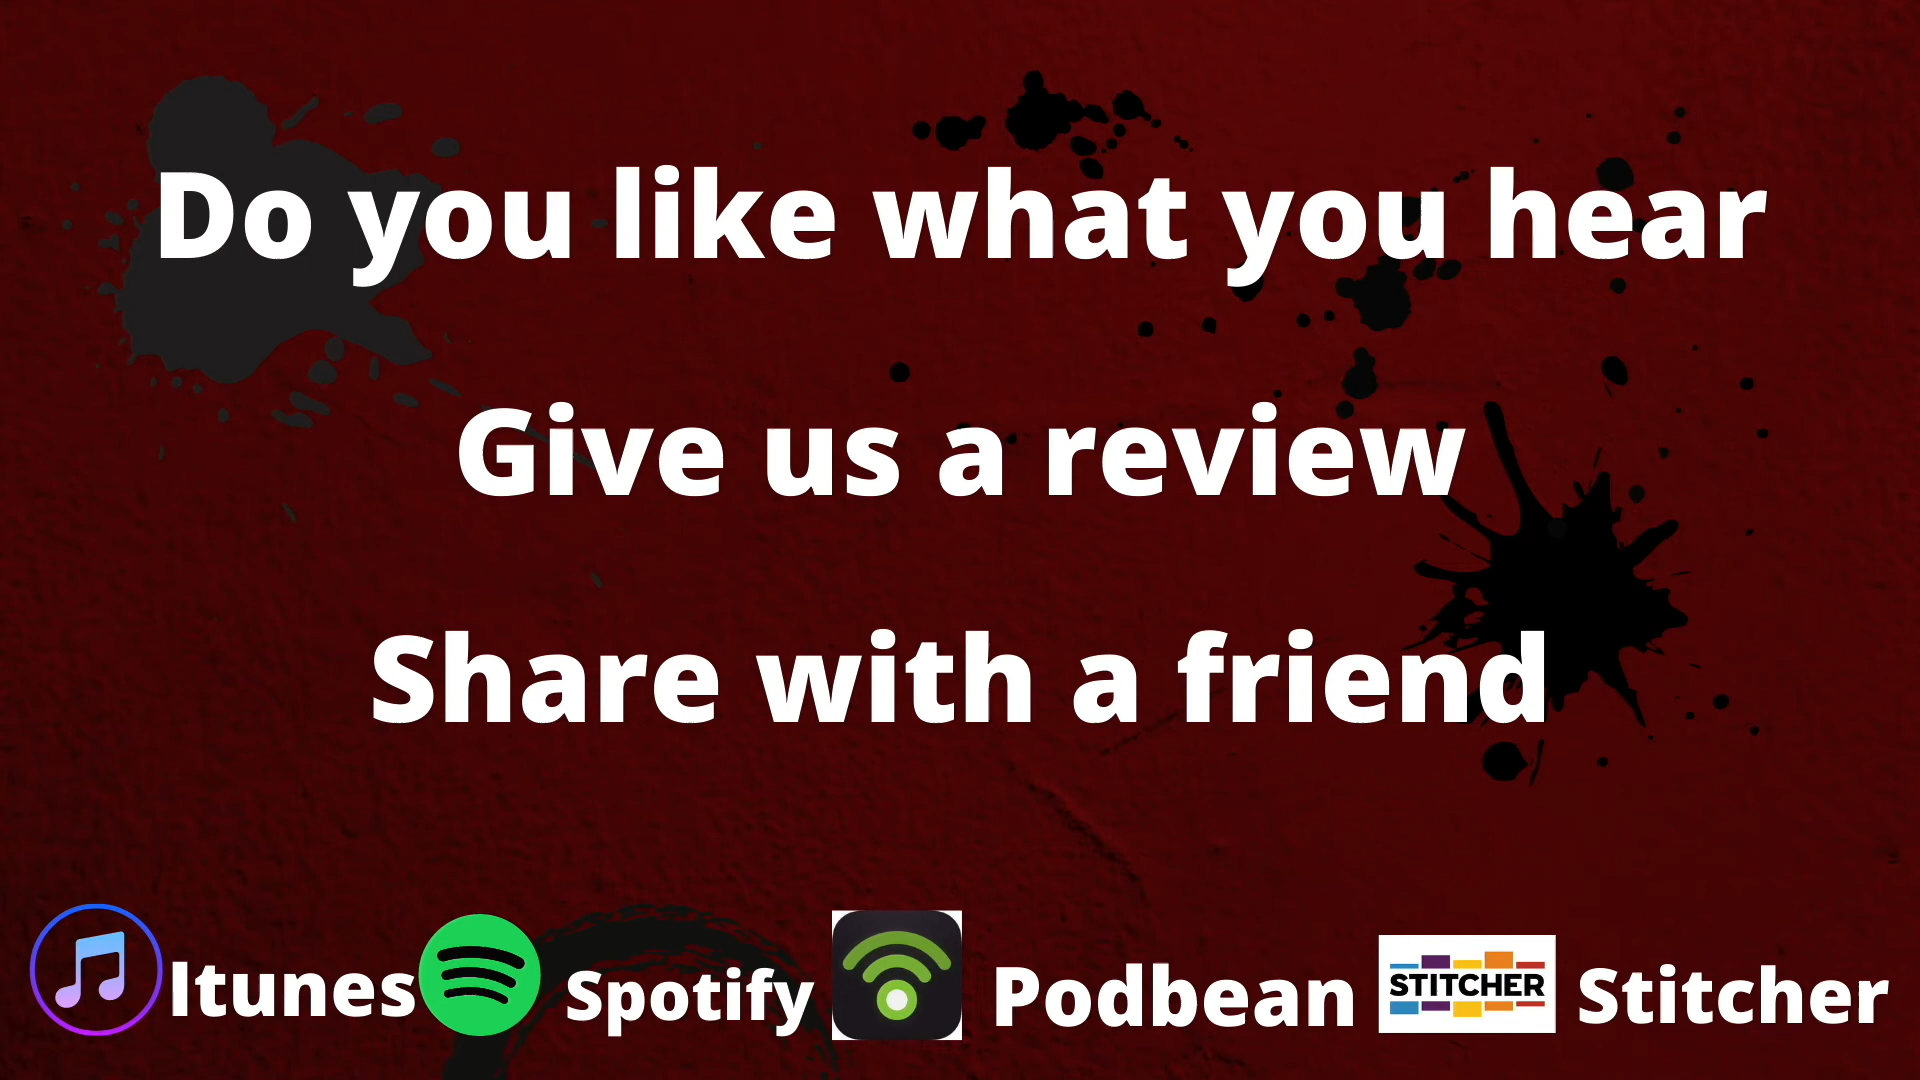 Do you like what you hear
Give us a review
Share with a friend
Itunes Spotify Podbean STITCHER Stitcher